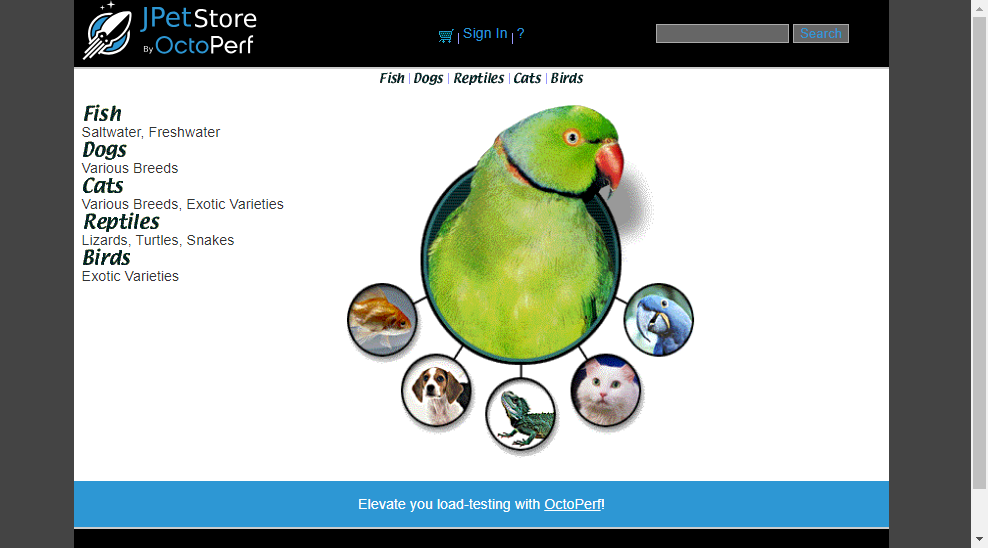 JPetStore
By OctoPerf
Sign In | ?
Search
Fish | Dogs | Reptiles | Cats | Birds
Fish
Saltwater, Freshwater
Dogs
Various Breeds
Cats
Various Breeds, Exotic Varieties
Reptiles
Lizards, Turtles, Snakes
Birds
Exotic Varieties
Elevate you load-testing with OctoPerf!